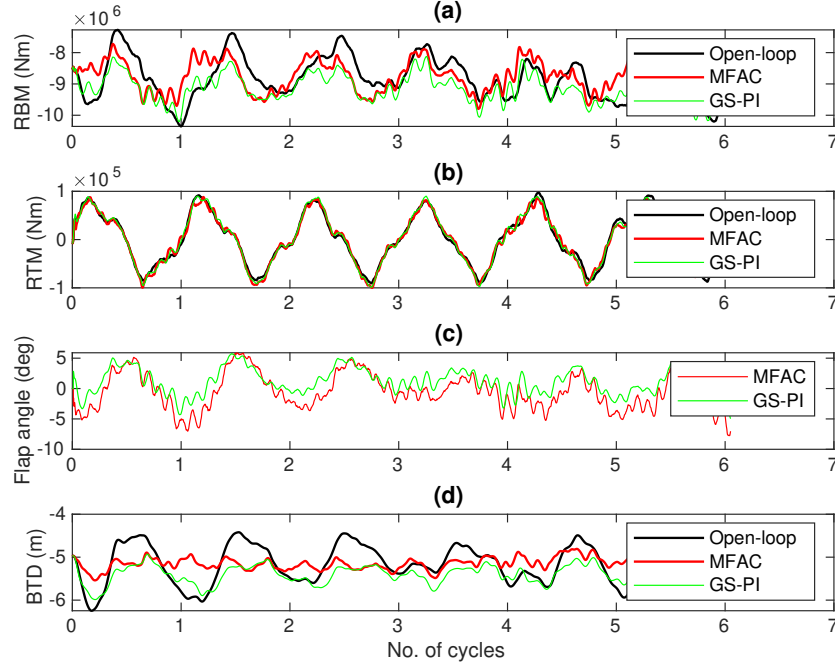 (a)
× 10^6
RBM (Nm)
-8
-9
-10
0 1 2 3 4 5 6 7
Open-loop
MFAC
GS-PI
(b)
× 10^5
RTM (Nm)
1
0
-1
0 1 2 3 4 5 6 7
Open-loop
MFAC
GS-PI
(c)
Flap angle (deg)
5
0
-5
-10
0 1 2 3 4 5 6 7
MFAC
GS-PI
(d)
BTD (m)
-4
-5
-6
0 1 2 3 4 5 6 7
Open-loop
MFAC
GS-PI
No. of cycles